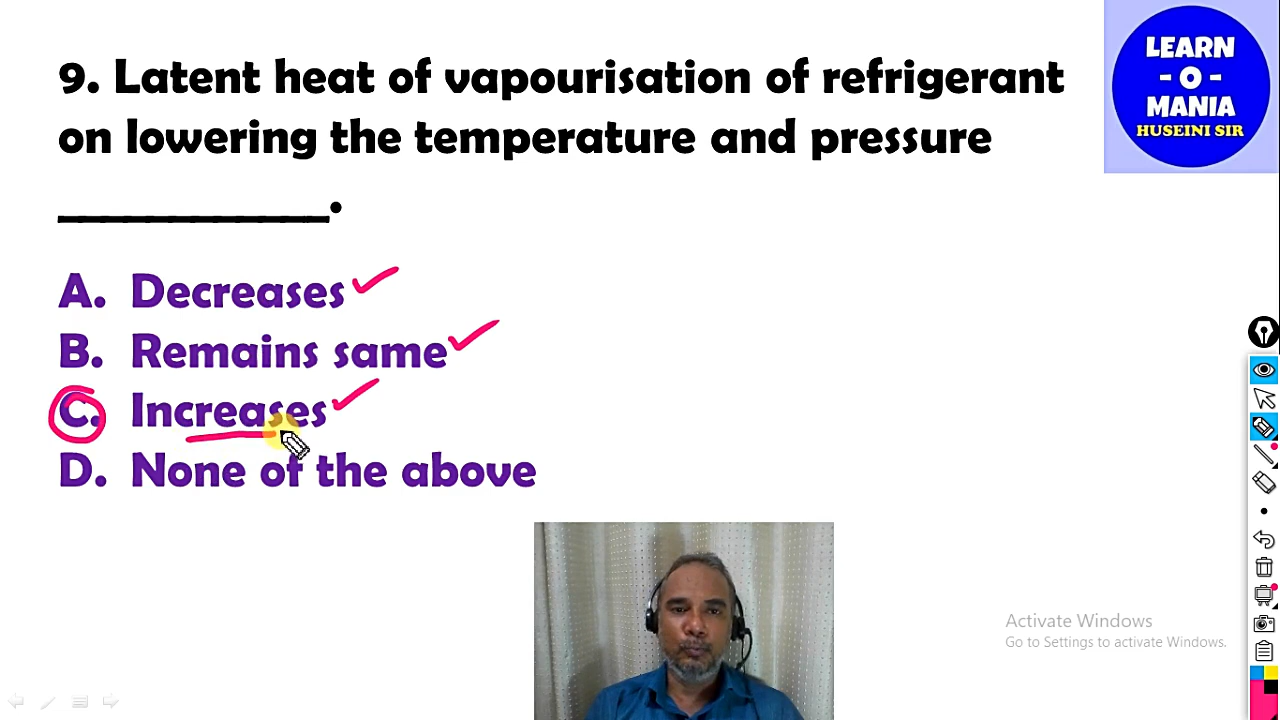 9. Latent heat of vapourisation of refrigerant
on lowering the temperature and pressure
____________.
A. Decreases
B. Remains same
C. Increases
D. None of the above
LEARN
- O -
MANIA
HUSEINI SIR
Activate Windows
Go to Settings to activate Windows.